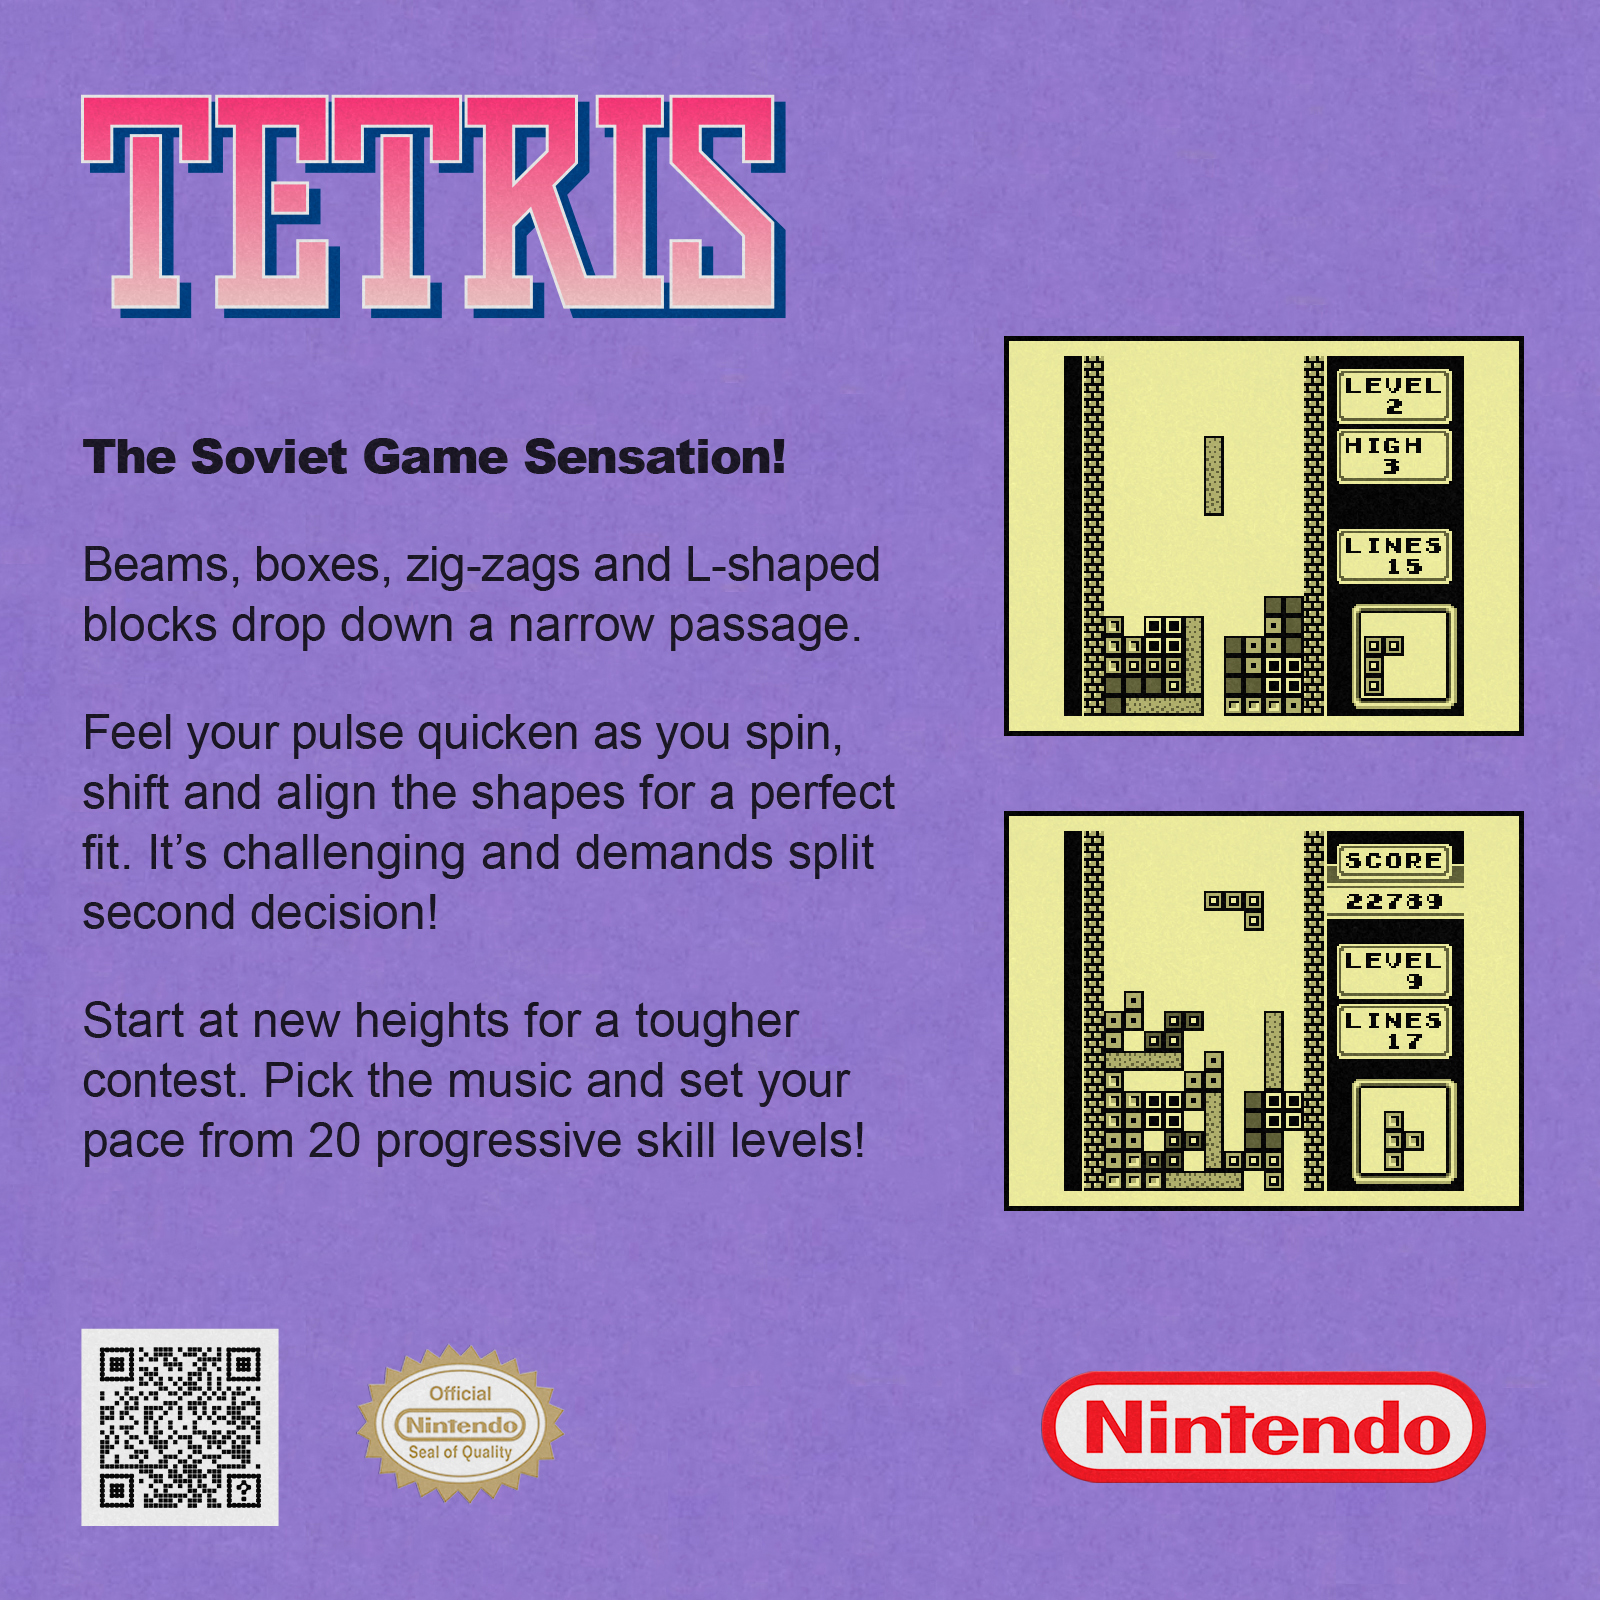 TETRIS
The Soviet Game Sensation!
Beams, boxes, zig-zags and L-shaped
blocks drop down a narrow passage.
Feel your pulse quicken as you spin,
shift and align the shapes for a perfect
fit. It’s challenging and demands split
second decision!
Start at new heights for a tougher
contest. Pick the music and set your
pace from 20 progressive skill levels!
LEVEL
2
HIGH
3
LINES
15
SCORE
22789
LEVEL
9
LINES
17
?
Official
Nintendo
Seal of Quality
Nintendo